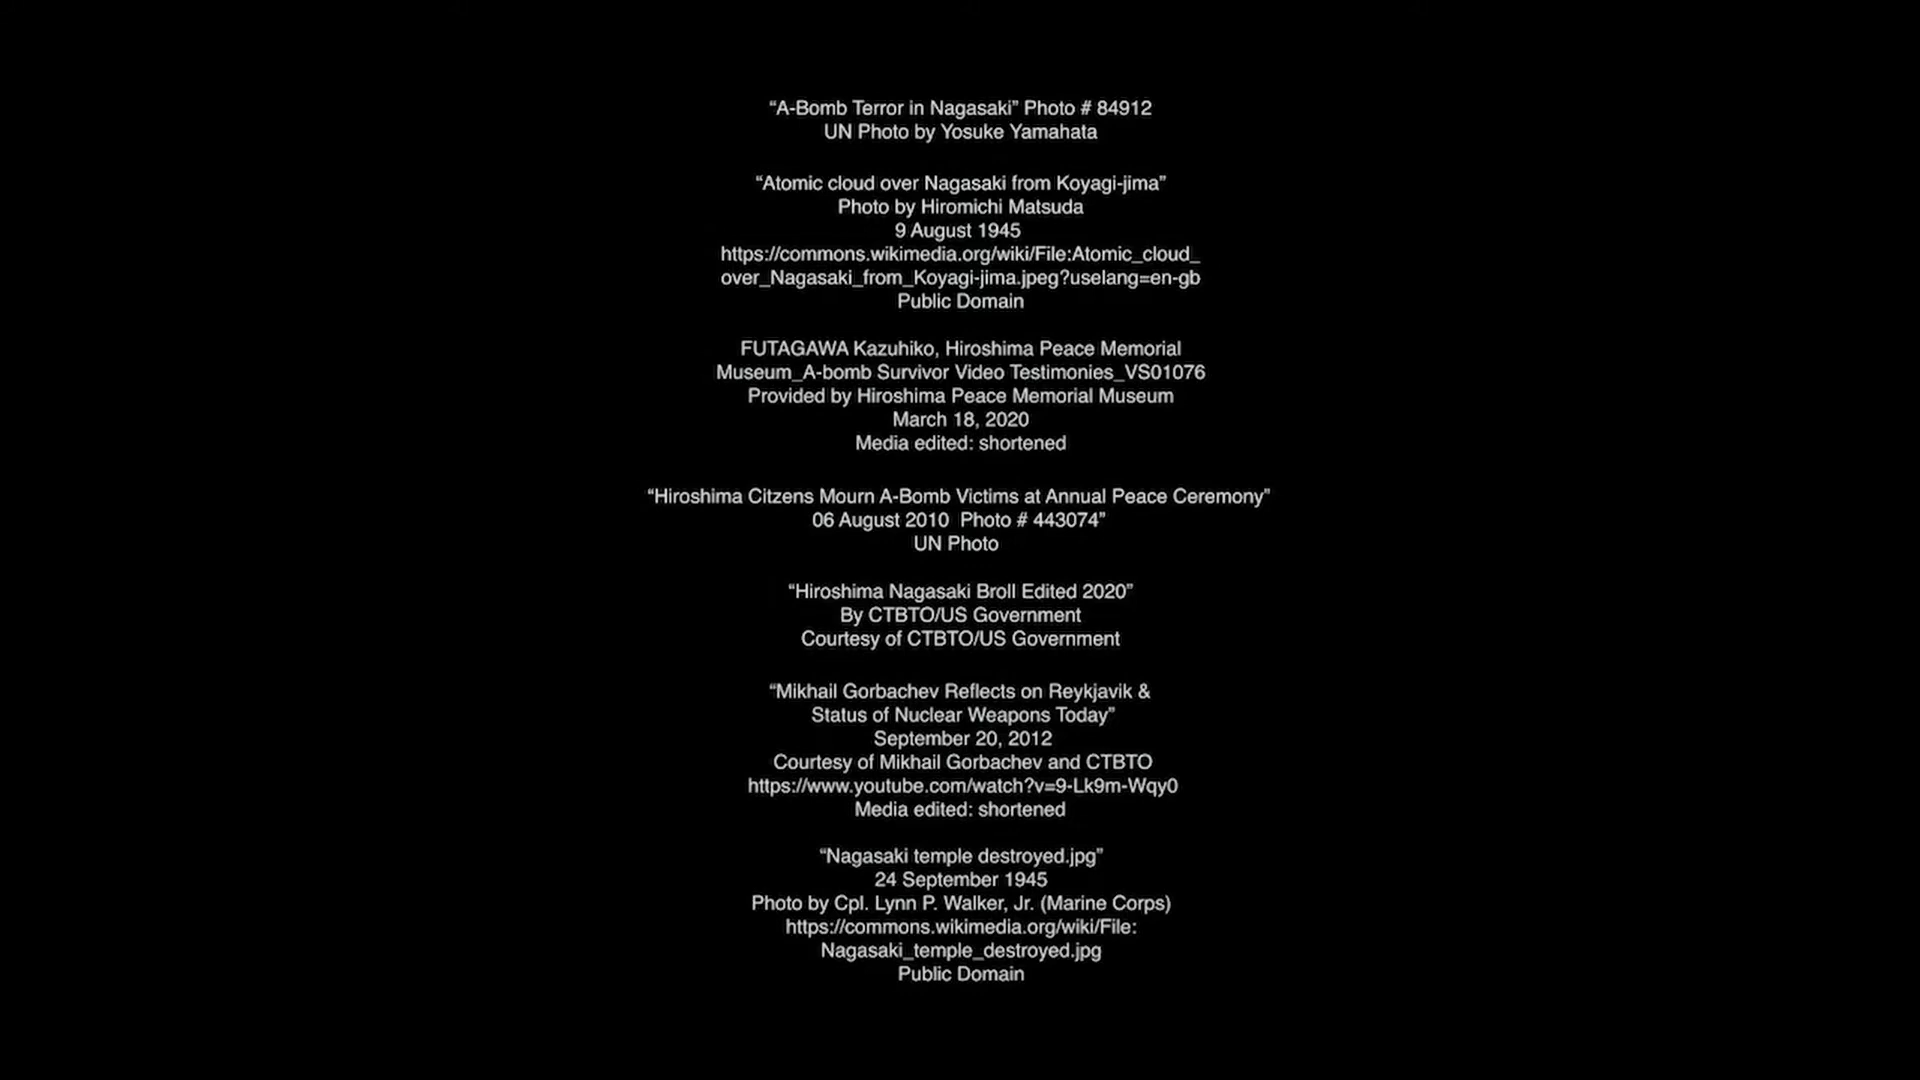 “A-Bomb Terror in Nagasaki” Photo # 84912
UN Photo by Yosuke Yamahata
“Atomic cloud over Nagasaki from Koyagi-jima”
Photo by Hiromichi Matsuda
9 August 1945
https://commons.wikimedia.org/wiki/File:Atomic_cloud_
over_Nagasaki_from_Koyagi-jima.jpeg?uselang=en-gb
Public Domain
FUTAGAWA Kazuhiko, Hiroshima Peace Memorial
Museum_A-bomb Survivor Video Testimonies_VS01076
Provided by Hiroshima Peace Memorial Museum
March 18, 2020
Media edited: shortened
“Hiroshima Citzens Mourn A-Bomb Victims at Annual Peace Ceremony”
06 August 2010  Photo # 443074”
UN Photo
“Hiroshima Nagasaki Broll Edited 2020”
By CTBTO/US Government
Courtesy of CTBTO/US Government
“Mikhail Gorbachev Reflects on Reykjavik &
Status of Nuclear Weapons Today”
September 20, 2012
Courtesy of Mikhail Gorbachev and CTBTO
https://www.youtube.com/watch?v=9-Lk9m-Wqy0
Media edited: shortened
“Nagasaki temple destroyed.jpg”
24 September 1945
Photo by Cpl. Lynn P. Walker, Jr. (Marine Corps)
https://commons.wikimedia.org/wiki/File:
Nagasaki_temple_destroyed.jpg
Public Domain